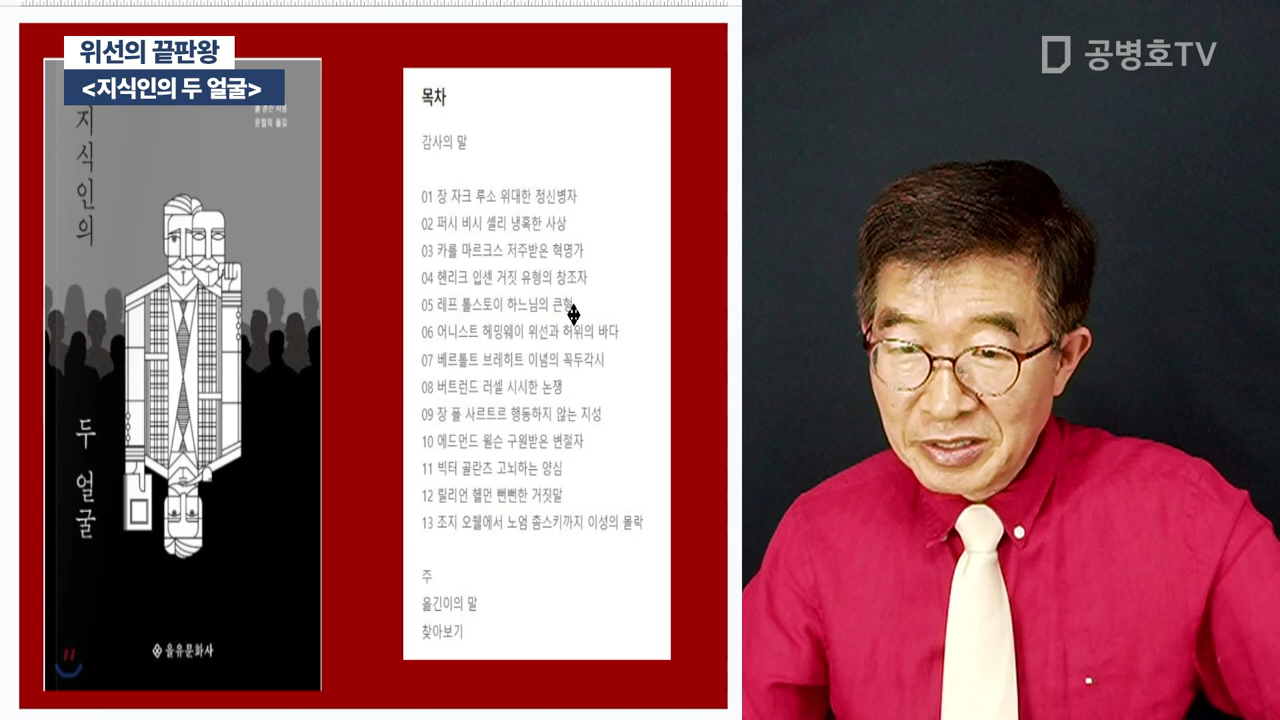 위선의 끝판왕
<지식인의 두 얼굴>
공병호TV
지식인의
두 얼굴
폴 존슨 지음
윤철희 옮김
을유문화사
목차
감사의 말
01 장 자크 루소 위대한 정신병자
02 퍼시 비시 셸리 냉혹한 사상
03 카를 마르크스 저주받은 혁명가
04 헨리크 입센 거짓 유형의 창조자
05 레프 톨스토이 하느님의 큰형
06 어니스트 헤밍웨이 위선과 허위의 바다
07 베르톨트 브레히트 이념의 꼭두각시
08 버트런드 러셀 시시한 논쟁
09 장 폴 사르트르 행동하지 않는 지성
10 에드먼드 윌슨 구원받은 변절자
11 빅터 골란츠 고뇌하는 양심
12 릴리언 헬먼 뻔뻔한 거짓말
13 조지 오웰에서 노엄 촘스키까지 이성의 몰락
주
옮긴이의 말
찾아보기